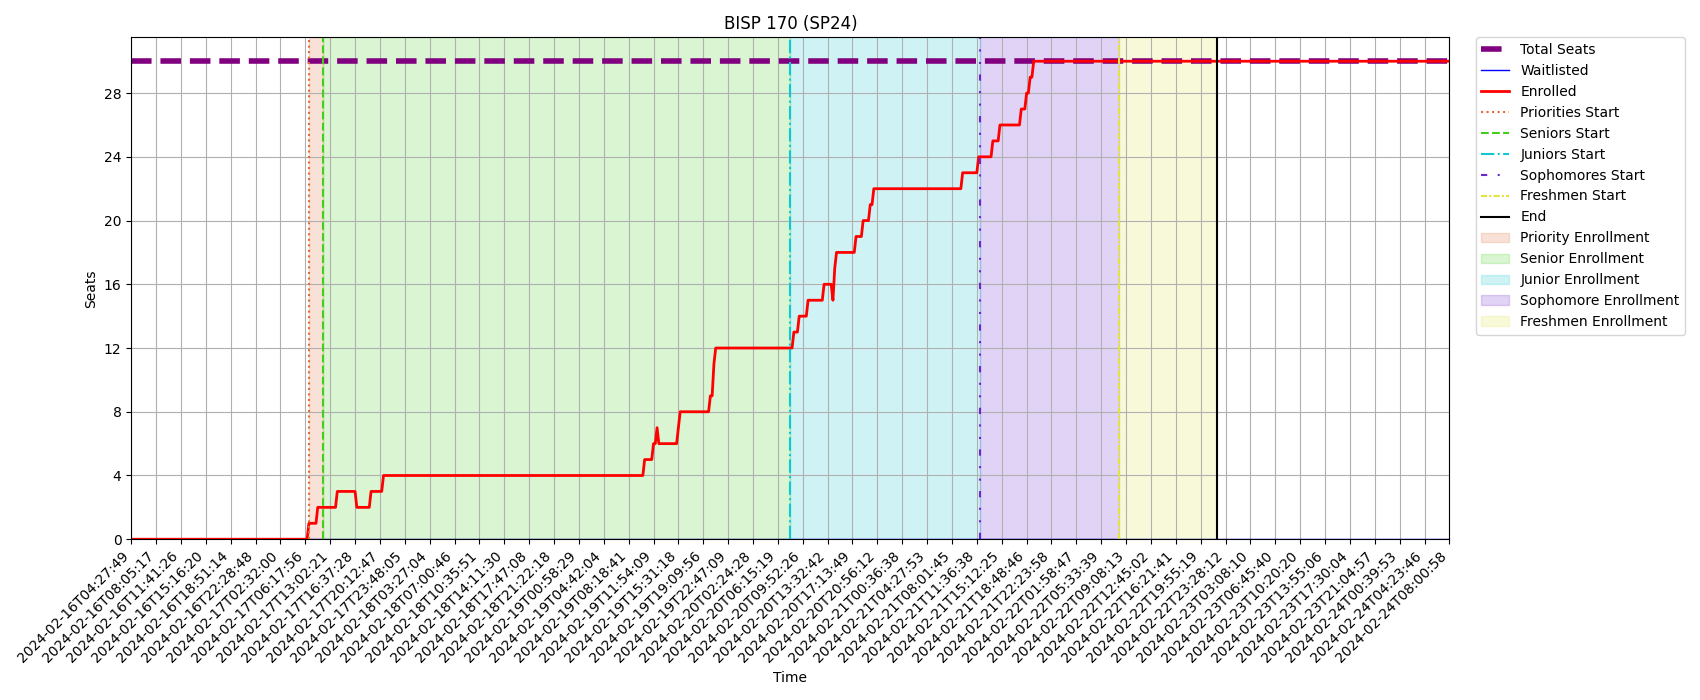 BISP 170 (SP24)
Total Seats
Waitlisted
Enrolled
Priorities Start
Seniors Start
Juniors Start
Sophomores Start
Freshmen Start
End
Priority Enrollment
Senior Enrollment
Junior Enrollment
Sophomore Enrollment
Freshmen Enrollment
Seats
28
24
20
16
12
8
4
0
2024-02-16T04:27:49
2024-02-16T08:05:17
2024-02-16T11:41:26
2024-02-16T15:16:20
2024-02-16T18:51:14
2024-02-16T22:28:48
2024-02-17T02:32:00
2024-02-17T06:17:56
2024-02-17T13:02:21
2024-02-17T16:37:28
2024-02-17T20:12:47
2024-02-17T23:48:05
2024-02-18T03:27:04
2024-02-18T07:00:46
2024-02-18T10:35:51
2024-02-18T14:11:30
2024-02-18T17:47:08
2024-02-18T21:22:18
2024-02-19T00:58:29
2024-02-19T04:42:04
2024-02-19T08:18:41
2024-02-19T11:54:09
2024-02-19T15:31:18
2024-02-19T19:09:56
2024-02-19T22:47:09
2024-02-20T02:24:28
2024-02-20T06:15:19
2024-02-20T09:52:26
2024-02-20T13:32:42
2024-02-20T17:13:49
2024-02-20T20:56:12
2024-02-21T00:36:38
2024-02-21T04:27:53
2024-02-21T08:01:45
2024-02-21T11:36:38
2024-02-21T15:12:25
2024-02-21T18:48:46
2024-02-21T22:23:58
2024-02-22T01:58:47
2024-02-22T05:33:39
2024-02-22T09:08:13
2024-02-22T12:45:02
2024-02-22T16:21:41
2024-02-22T19:55:19
2024-02-22T23:28:12
2024-02-23T03:08:10
2024-02-23T06:45:40
2024-02-23T10:20:20
2024-02-23T13:55:06
2024-02-23T17:30:04
2024-02-23T21:04:57
2024-02-24T00:39:53
2024-02-24T04:23:46
2024-02-24T08:00:58
Time